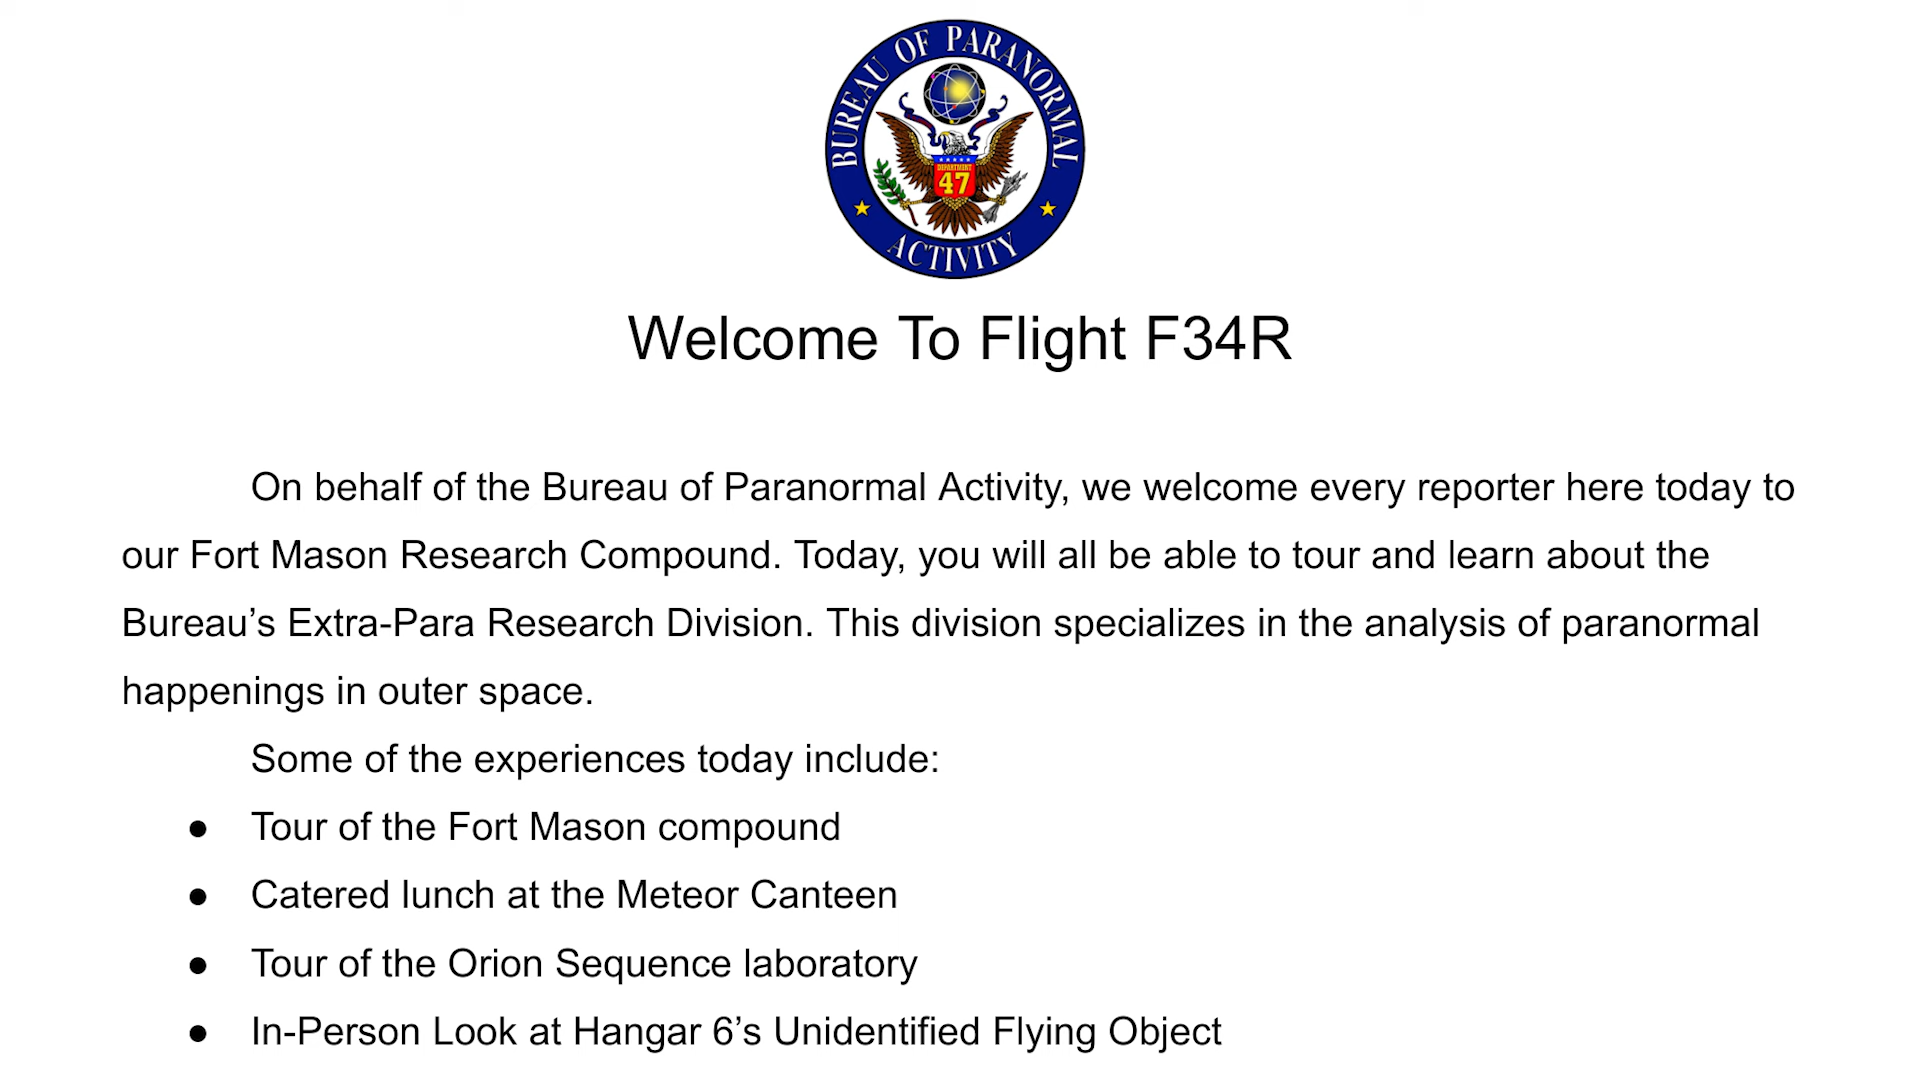 BUREAU OF PARANORMAL
DEPARTMENT
47
ACTIVITY
Welcome To Flight F34R
On behalf of the Bureau of Paranormal Activity, we welcome every reporter here today to
our Fort Mason Research Compound. Today, you will all be able to tour and learn about the
Bureau’s Extra-Para Research Division. This division specializes in the analysis of paranormal
happenings in outer space.
Some of the experiences today include:
● Tour of the Fort Mason compound
● Catered lunch at the Meteor Canteen
● Tour of the Orion Sequence laboratory
● In-Person Look at Hangar 6’s Unidentified Flying Object